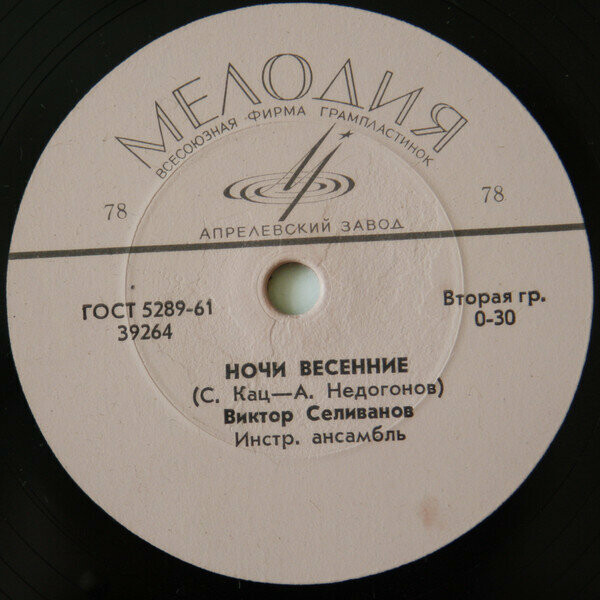 МЕЛОДИЯ
ВСЕСОЮЗНАЯ ФИРМА ГРАМПЛАСТИНОК
78
78
АПРЕЛЕВСКИЙ ЗАВОД
ГОСТ 5289-61
39264
Вторая гр.
0-30
НОЧИ ВЕСЕННИЕ
(С. Кац—А. Недогонов)
Виктор Селиванов
Инстр. ансамбль